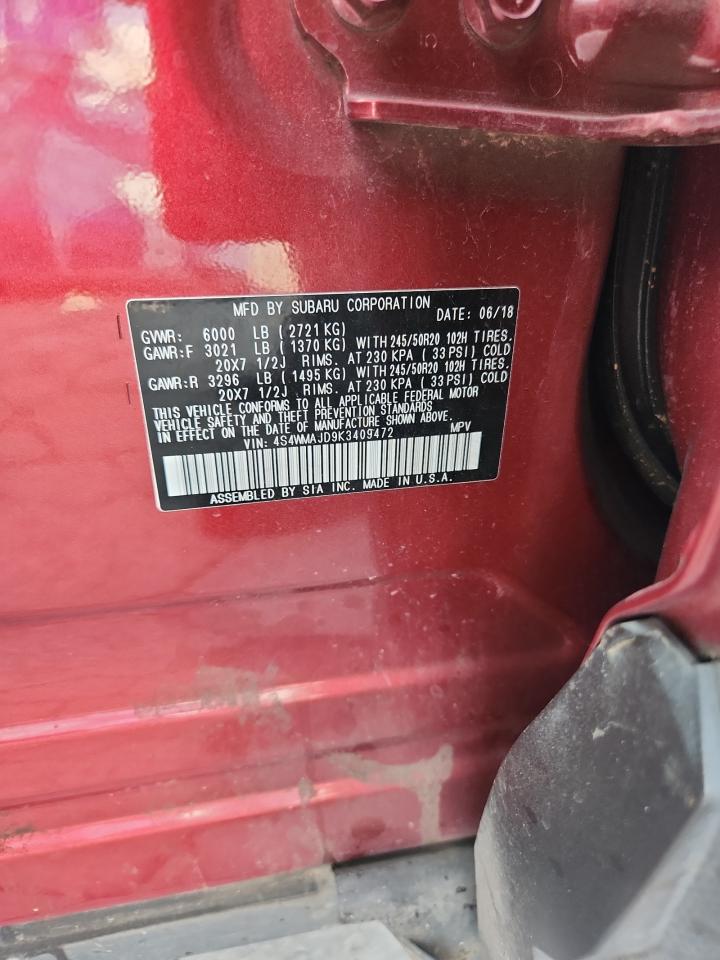 MFD BY SUBARU CORPORATION DATE: 06/18
GVWR: 6000 LB ( 2721 KG)
GAWR:F 3021 LB ( 1370 KG) WITH 245/50R20 102H TIRES.
20X7 1/2J RIMS. AT 230 KPA ( 33 PSI) COLD
GAWR:R 3296 LB ( 1495 KG) WITH 245/50R20 102H TIRES.
20X7 1/2J RIMS. AT 230 KPA ( 33 PSI) COLD
THIS VEHICLE CONFORMS TO ALL APPLICABLE FEDERAL MOTOR
VEHICLE SAFETY AND THEFT PREVENTION STANDARDS
IN EFFECT ON THE DATE OF MANUFACTURE SHOWN ABOVE.
VIN: 4S4WMAJD9K3409472 MPV
ASSEMBLED BY SIA INC. MADE IN U.S.A.